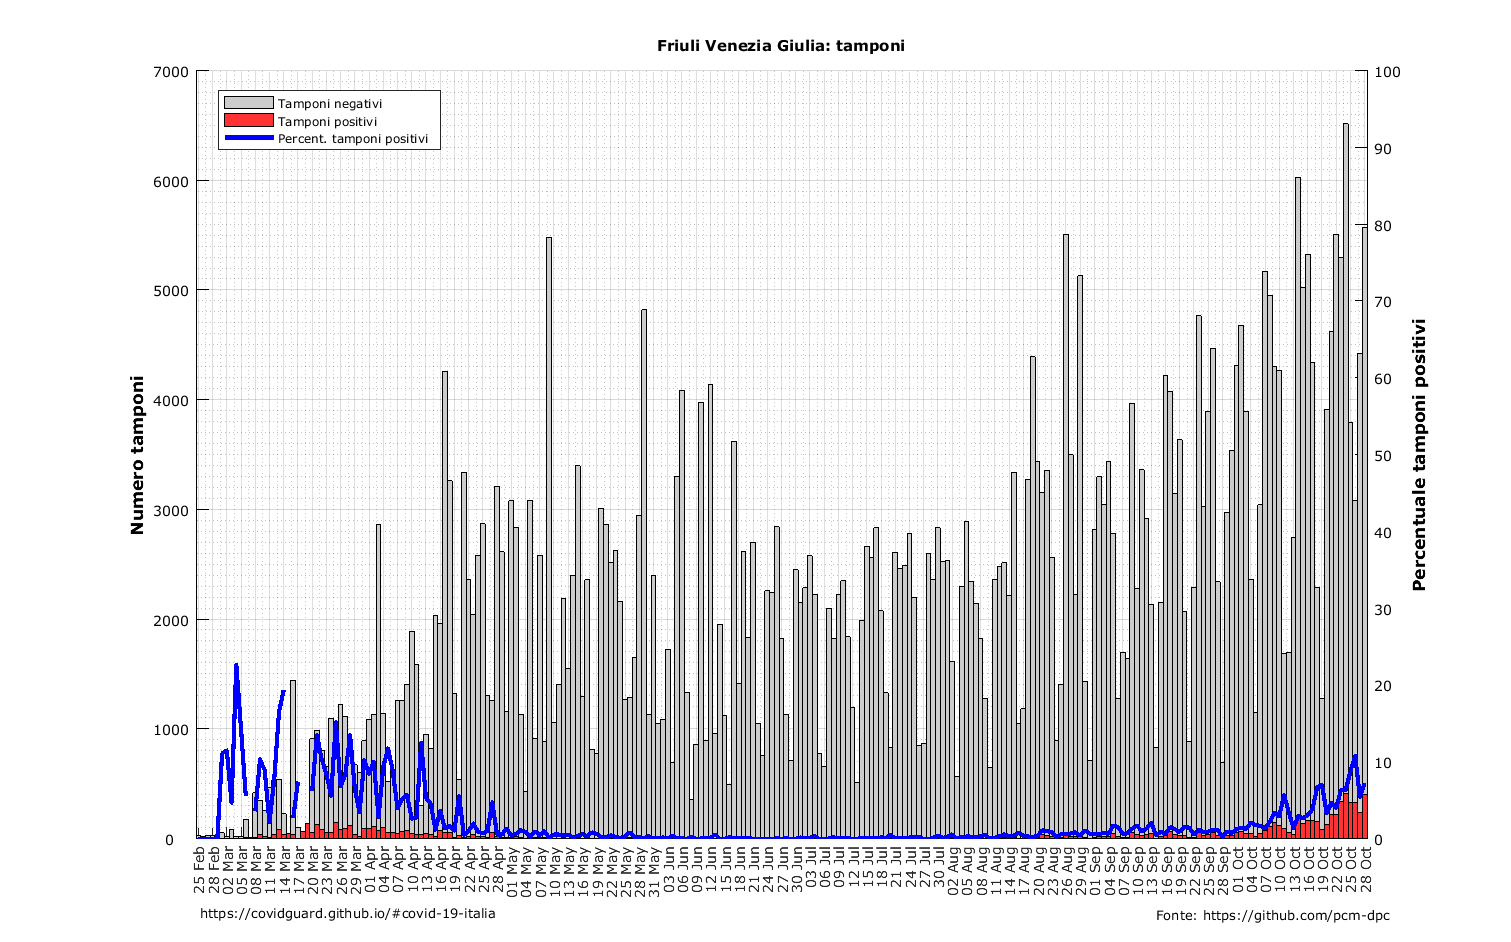 Friuli Venezia Giulia: tamponi
Tamponi negativi
Tamponi positivi
Percent. tamponi positivi
Numero tamponi
7000
6000
5000
4000
3000
2000
1000
0
Percentuale tamponi positivi
100
90
80
70
60
50
40
30
20
10
0
25 Feb
28 Feb
02 Mar
05 Mar
08 Mar
11 Mar
14 Mar
17 Mar
20 Mar
23 Mar
26 Mar
29 Mar
01 Apr
04 Apr
07 Apr
10 Apr
13 Apr
16 Apr
19 Apr
22 Apr
25 Apr
28 Apr
01 May
04 May
07 May
10 May
13 May
16 May
19 May
22 May
25 May
28 May
31 May
03 Jun
06 Jun
09 Jun
12 Jun
15 Jun
18 Jun
21 Jun
24 Jun
27 Jun
30 Jun
03 Jul
06 Jul
09 Jul
12 Jul
15 Jul
18 Jul
21 Jul
24 Jul
27 Jul
30 Jul
02 Aug
05 Aug
08 Aug
11 Aug
14 Aug
17 Aug
20 Aug
23 Aug
26 Aug
29 Aug
01 Sep
04 Sep
07 Sep
10 Sep
13 Sep
16 Sep
19 Sep
22 Sep
25 Sep
28 Sep
01 Oct
04 Oct
07 Oct
10 Oct
13 Oct
16 Oct
19 Oct
22 Oct
25 Oct
28 Oct
https://covidguard.github.io/#covid-19-italia
Fonte: https://github.com/pcm-dpc